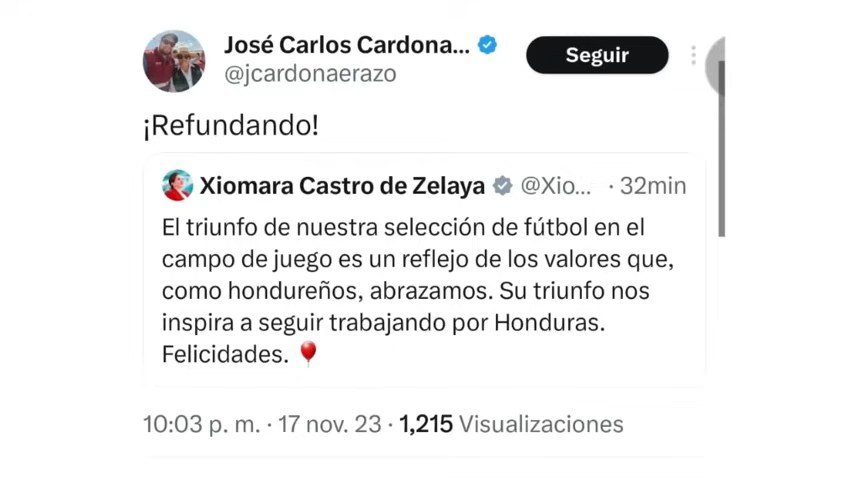 José Carlos Cardona...
Seguir
@jcardonaerazo
¡Refundando!
Xiomara Castro de Zelaya @Xio... · 32min
El triunfo de nuestra selección de fútbol en el
campo de juego es un reflejo de los valores que,
como hondureños, abrazamos. Su triunfo nos
inspira a seguir trabajando por Honduras.
Felicidades. 🎈
10:03 p. m. · 17 nov. 23 · 1,215 Visualizaciones